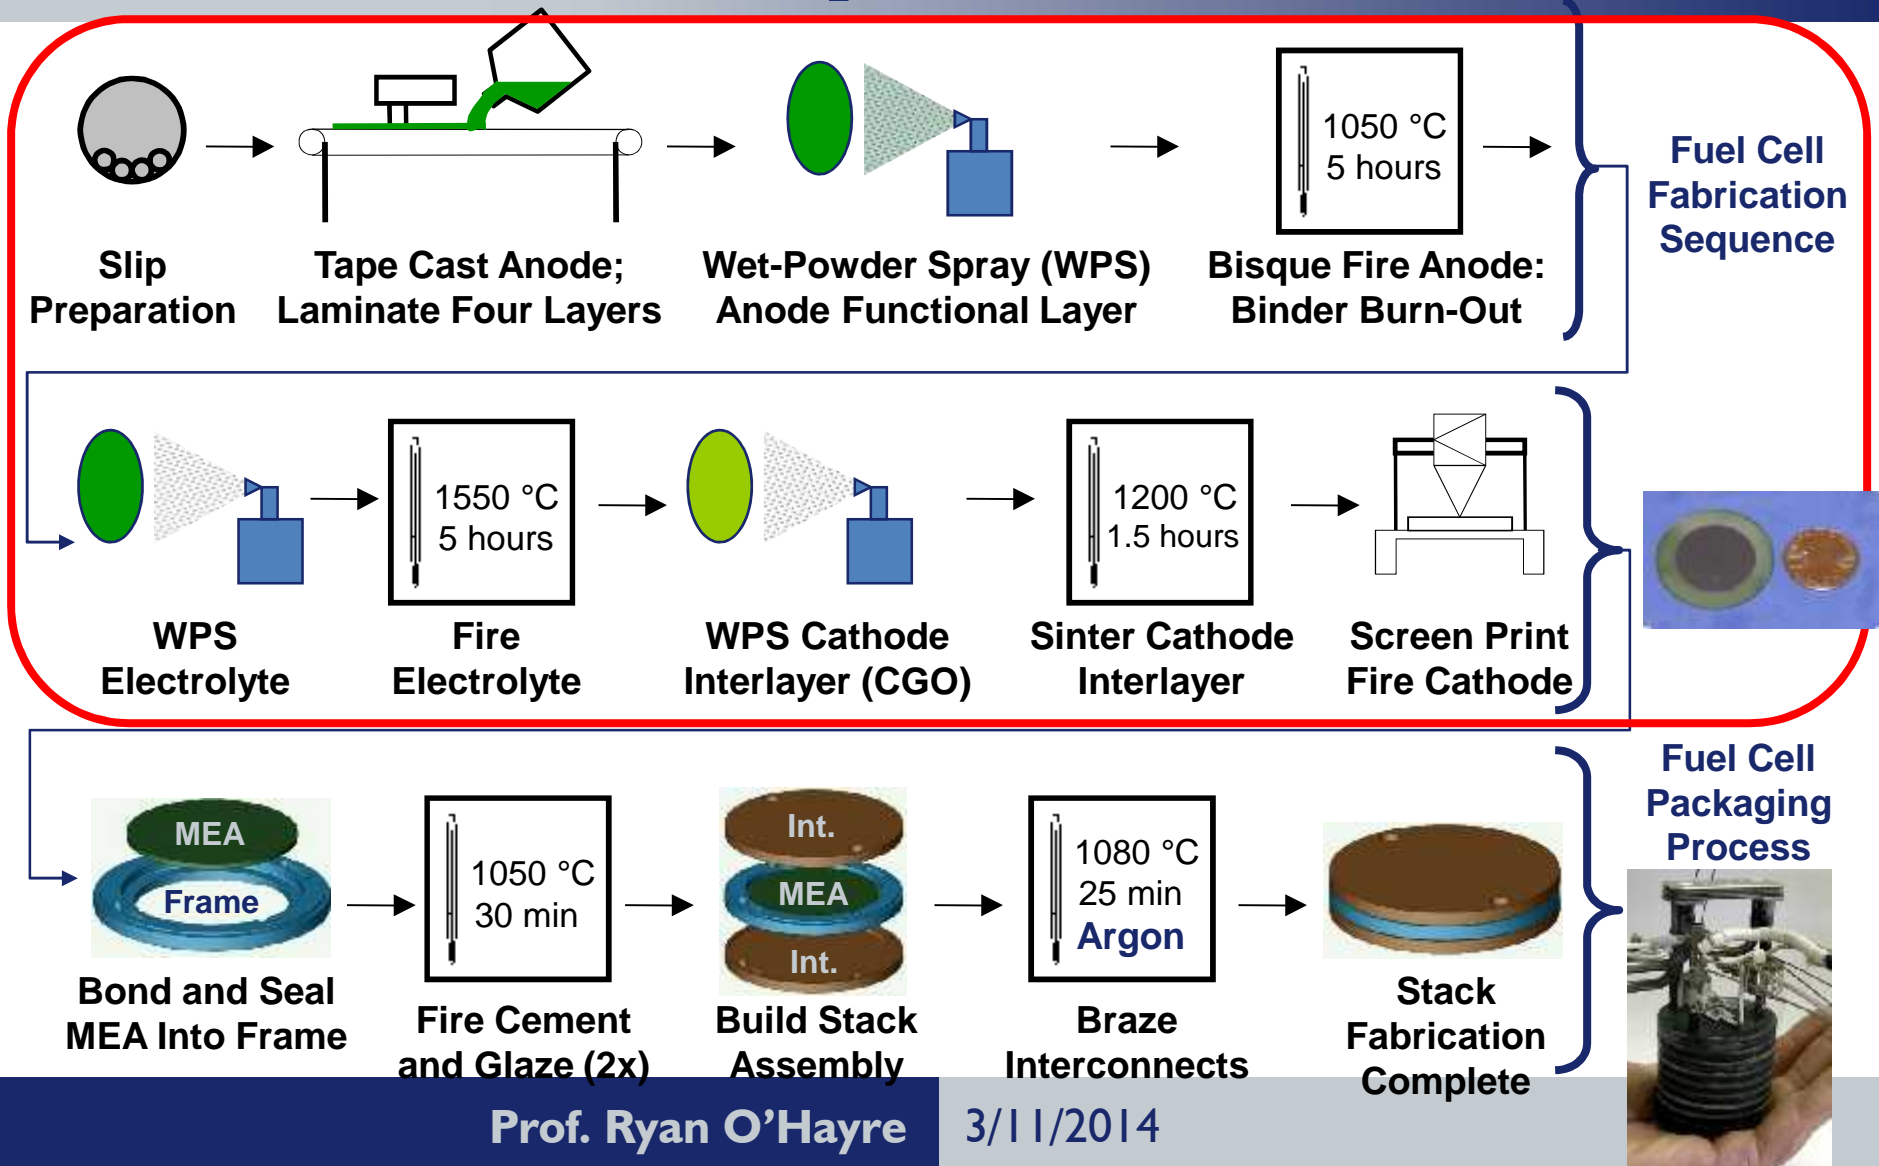 1050 °C
5 hours
Fuel Cell
Fabrication
Sequence
Slip
Preparation
Tape Cast Anode;
Laminate Four Layers
Wet-Powder Spray (WPS)
Anode Functional Layer
Bisque Fire Anode:
Binder Burn-Out
1550 °C
5 hours
1200 °C
1.5 hours
WPS
Electrolyte
Fire
Electrolyte
WPS Cathode
Interlayer (CGO)
Sinter Cathode
Interlayer
Screen Print
Fire Cathode
Fuel Cell
Packaging
Process
MEA
Frame
1050 °C
30 min
Int.
MEA
Int.
1080 °C
25 min
Argon
Bond and Seal
MEA Into Frame
Fire Cement
and Glaze (2x)
Build Stack
Assembly
Braze
Interconnects
Stack
Fabrication
Complete
Prof. Ryan O'Hayre
3/11/2014